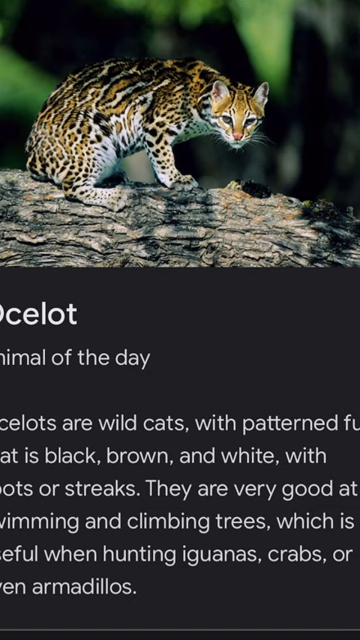 Ocelot
nimal of the day
celots are wild cats, with patterned fu
at is black, brown, and white, with
pots or streaks. They are very good at
wimming and climbing trees, which is
seful when hunting iguanas, crabs, or
ven armadillos.